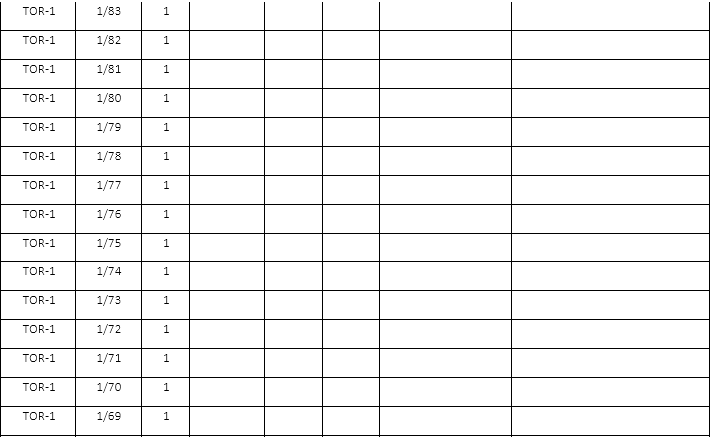 TOR-1 1/83 1
TOR-1 1/82 1
TOR-1 1/81 1
TOR-1 1/80 1
TOR-1 1/79 1
TOR-1 1/78 1
TOR-1 1/77 1
TOR-1 1/76 1
TOR-1 1/75 1
TOR-1 1/74 1
TOR-1 1/73 1
TOR-1 1/72 1
TOR-1 1/71 1
TOR-1 1/70 1
TOR-1 1/69 1